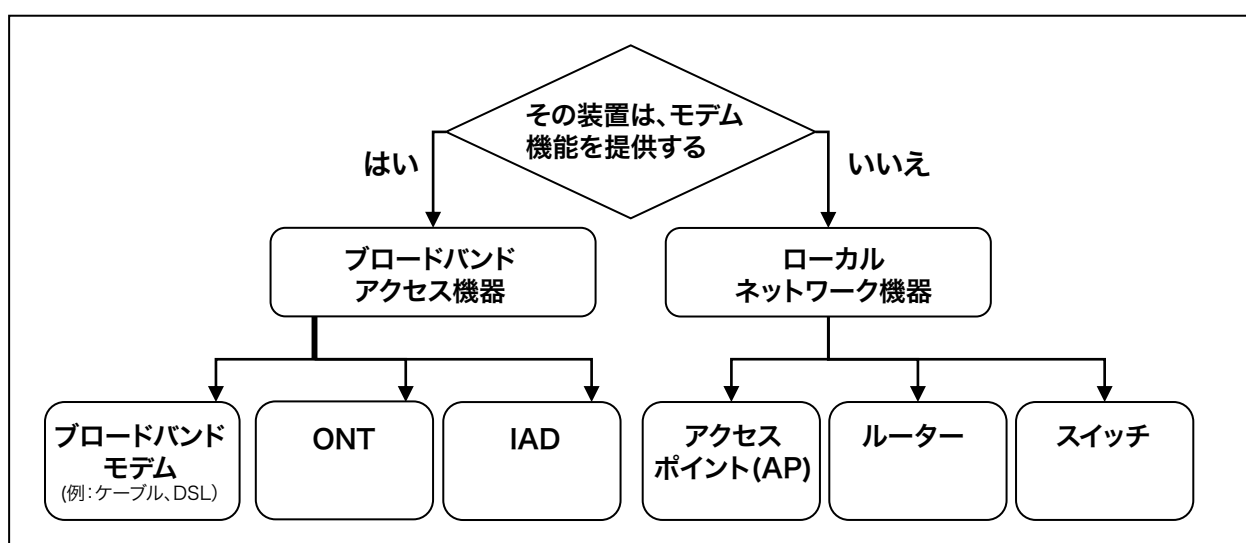 その装置は、モデム
機能を提供する
はい
いいえ
ブロードバンド
アクセス機器
ローカル
ネットワーク機器
ブロードバンド
モデム
(例:ケーブル、DSL)
ONT
IAD
アクセス
ポイント(AP)
ルーター
スイッチ